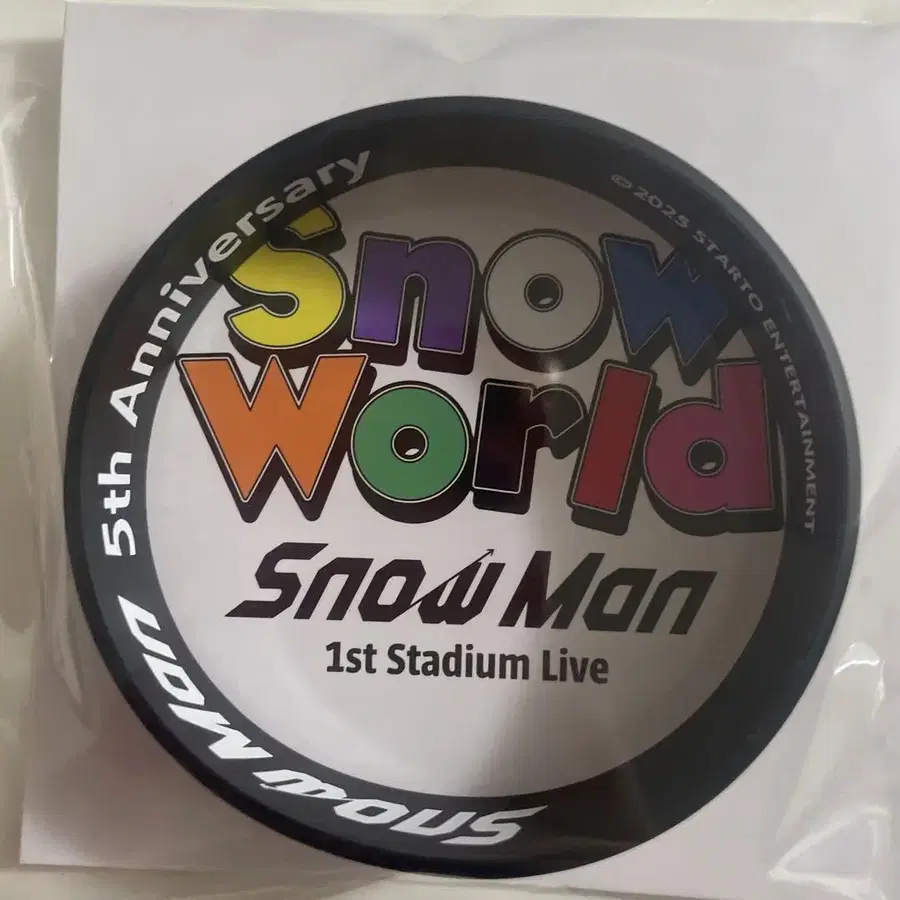 Snow
World
Snow Man
1st Stadium Live
Snow Man 5th Anniversary
©2025 STARTO ENTERTAINMENT